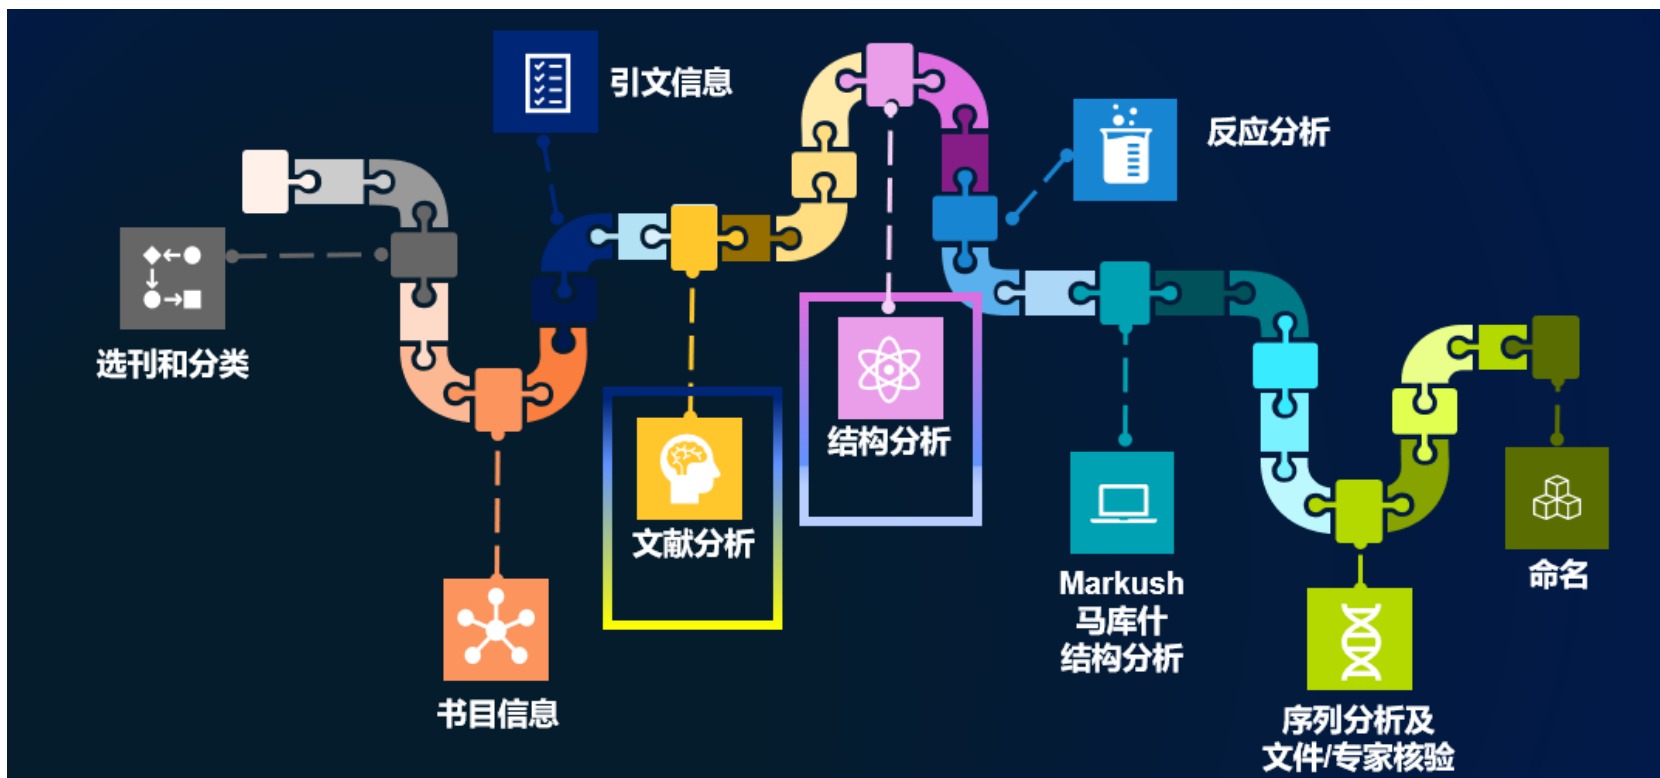 选刊和分类
书目信息
引文信息
文献分析
结构分析
反应分析
Markush
马库什
结构分析
序列分析及
文件/专家核验
命名